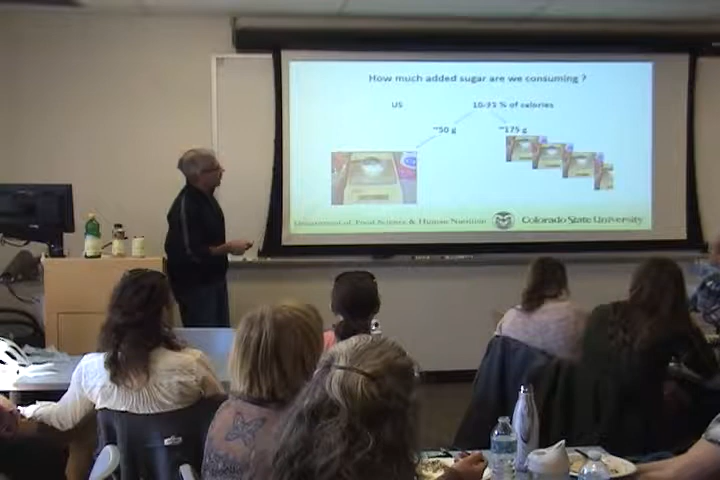 How much added sugar are we consuming ?
US
10-35 % of calories
~50 g
~175 g
Department of Food Science & Human Nutrition
Colorado State University